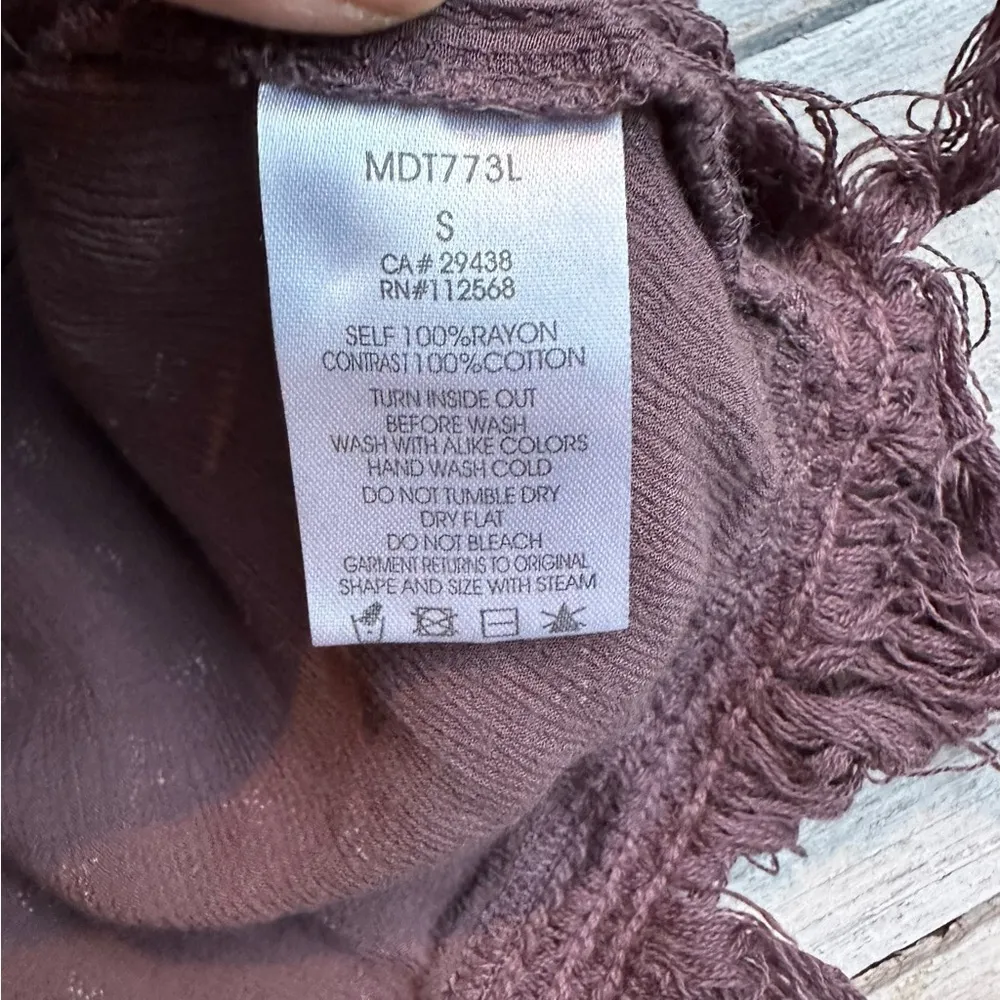 MDT773L
S
CA# 29438
RN#112568
SELF 100%RAYON
CONTRAST100%COTTON
TURN INSIDE OUT
BEFORE WASH
WASH WITH ALIKE COLORS
HAND WASH COLD
DO NOT TUMBLE DRY
DRY FLAT
DO NOT BLEACH
GARMENT RETURNS TO ORIGINAL
SHAPE AND SIZE WITH STEAM